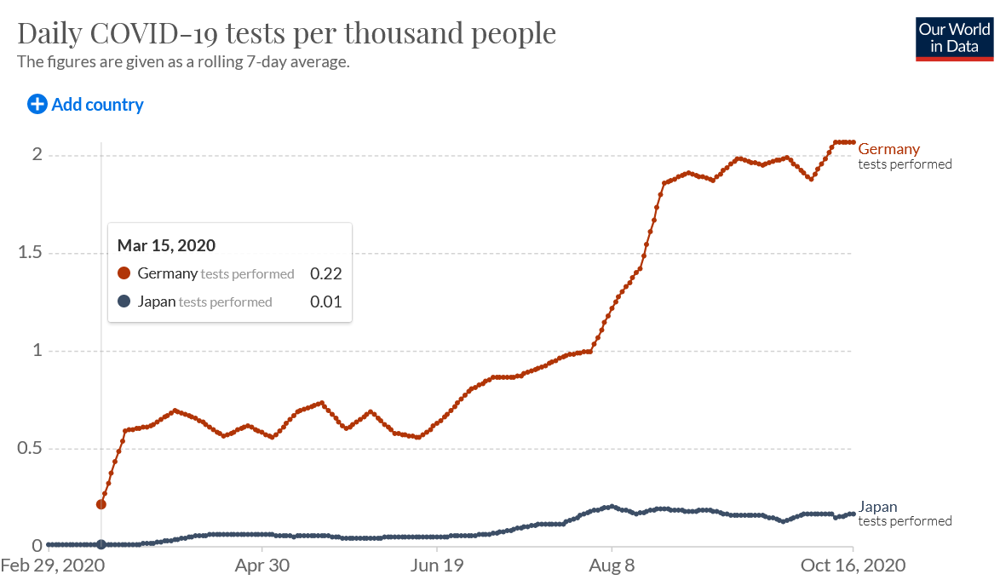 Daily COVID-19 tests per thousand people
The figures are given as a rolling 7-day average.
Our World
in Data
Add country
2
1.5
1
0.5
0
Mar 15, 2020
Germany tests performed 0.22
Japan tests performed 0.01
Germany
tests performed
Japan
tests performed
Feb 29, 2020 Apr 30 Jun 19 Aug 8 Oct 16, 2020